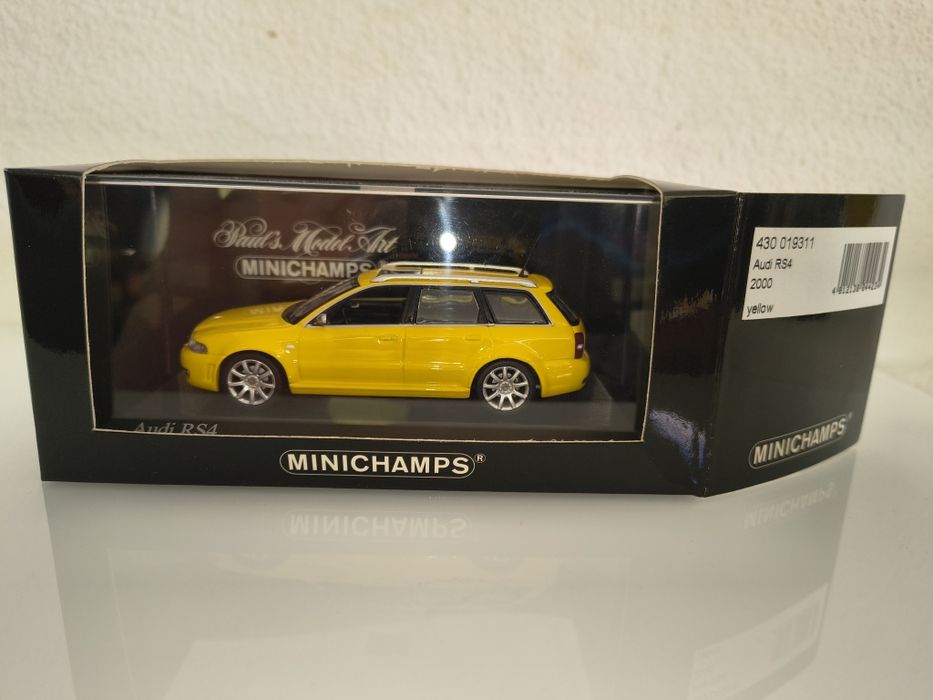 Paul's Model Art
MINICHAMPS
Audi RS4
MINICHAMPS®
430 019311
Audi RS4
2000
yellow
MINICHAMPS®